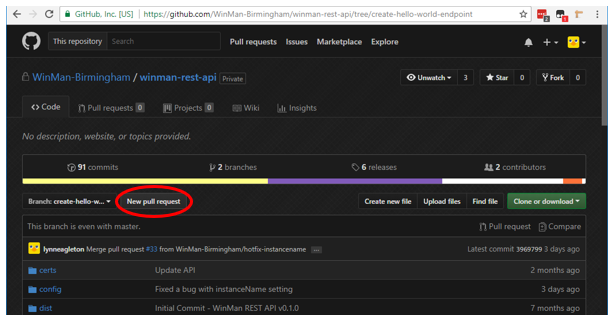 GitHub, Inc. [US] https://github.com/WinMan-Birmingham/winman-rest-api/tree/create-hello-world-endpoint
This repository Search Pull requests Issues Marketplace Explore
WinMan-Birmingham / winman-rest-api Private Unwatch 3 Star 0 Fork 0
Code Pull requests 0 Projects 0 Wiki Insights
No description, website, or topics provided.
91 commits 2 branches 6 releases 2 contributors
Branch: create-hello-w... New pull request Create new file Upload files Find file Clone or download
This branch is even with master. Pull request Compare
lynneagleton Merge pull request #33 from WinMan-Birmingham/hotfix-instancename ... Latest commit 3969799 3 days ago
certs Update API 2 months ago
config Fixed a bug with instanceName setting 3 days ago
dist Initial Commit - WinMan REST API v0.1.0 7 months ago